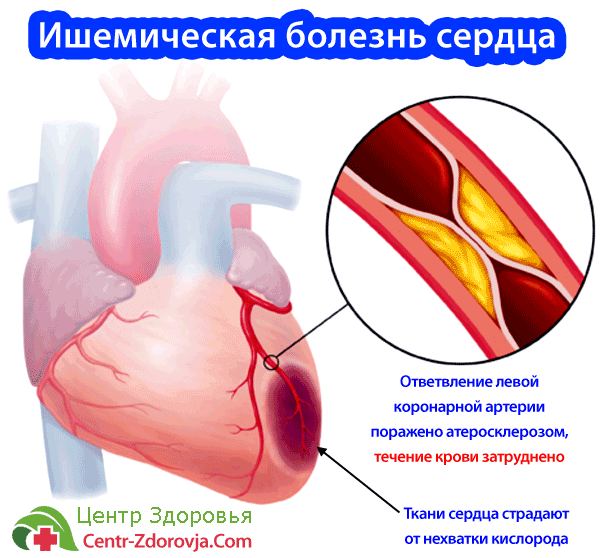 Ишемическая болезнь сердца
Ответвление левой
коронарной артерии
поражено атеросклерозом,
течение крови затруднено
Ткани сердца страдают
от нехватки кислорода
Центр Здоровья
Centr-Zdorovja.Com